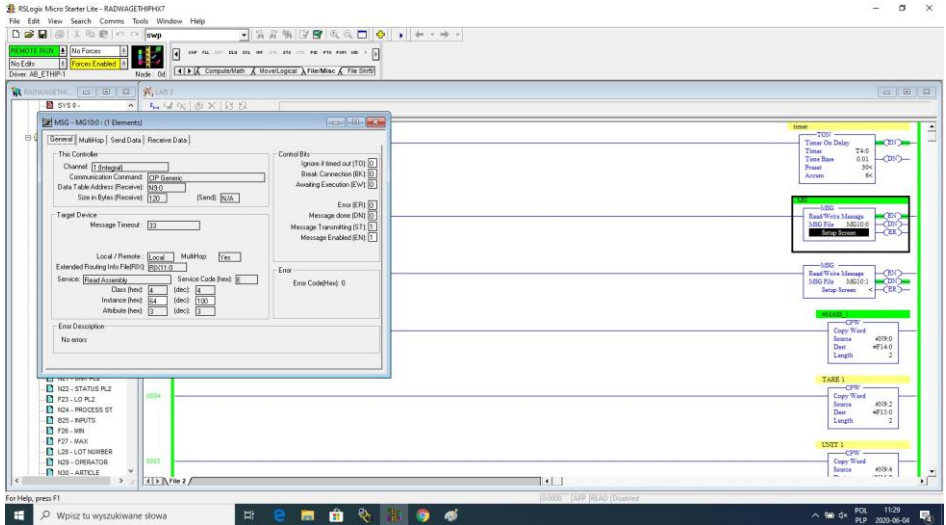 RSLogix Micro Starter Lite - RADWAGETHIPHX7
File Edit View Search Comms Tools Window Help
swp
REMOTE RUN No Forces
No Edits Forces Enabled
Driver: AB_ETHIP-1 Node: 0d
Compute/Math Move/Logical File/Misc File Shift/
RADWAGETHI... LAD 2
SYS 0 -
MSG - MG10:0 : (1 Elements)
General MultiHop Send Data Receive Data
This Controller
Channel: 1 (Integral)
Communication Command: CIP Generic
Data Table Address (Receive): N9:0
Size in Bytes (Receive): 120 (Send): N/A
Target Device
Message Timeout : 33
Local / Remote : Local MultiHop: Yes
Extended Routing Info File(RIX): RIX11:0
Service: Read Assembly Service Code (hex): E
Class (hex): 4 (dec): 4
Instance (hex): 64 (dec): 100
Attribute (hex): 3 (dec): 3
Error Description
No errors
Control Bits
Ignore if timed out (TO): 0
Break Connection (BK): 0
Awaiting Execution (EW): 0
Error (ER): 0
Message done (DN): 0
Message Transmitting (ST): 1
Message Enabled (EN): 1
Error
Error Code(Hex): 0
timer
TON
Timer On Delay EN
Timer T4:0 DN
Time Base 0.01
Preset 30<
Accum 6<
MSG
Read/Write Message EN
MSG File MG10:0 DN
Setup Screen ER
MSG
Read/Write Message EN
MSG File MG10:1 DN
Setup Screen < ER
CPW
Copy Word
Source #N9:0
Dest #F14:0
Length 2
TARE 1
CPW
Copy Word
Source #N9:2
Dest #F15:0
Length 2
UNIT 1
CPW
Copy Word
Source #N9:4
N22 - STATUS PL2
F23 - LO PL2
N24 - PROCESS ST
B25 - INPUTS
F26 - MIN
F27 - MAX
L28 - LOT NUMBER
N29 - OPERATOR
N30 - ARTICLE
0004
File 2
For Help, press F1
0:0000 APP READ Disabled
Wpisz tu wyszukiwane słowa
POL 11:29
PLP 2020-06-04